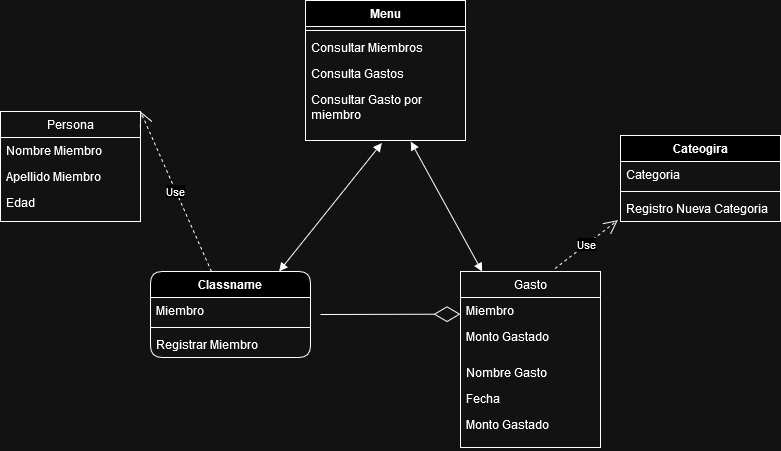 Menu
Consultar Miembros
Consulta Gastos
Consultar Gasto por
miembro
Persona
Nombre Miembro
Apellido Miembro
Edad
Use
Cateogira
Categoria
Registro Nueva Categoria
Use
Classname
Miembro
Registrar Miembro
Gasto
Miembro
Monto Gastado
Nombre Gasto
Fecha
Monto Gastado